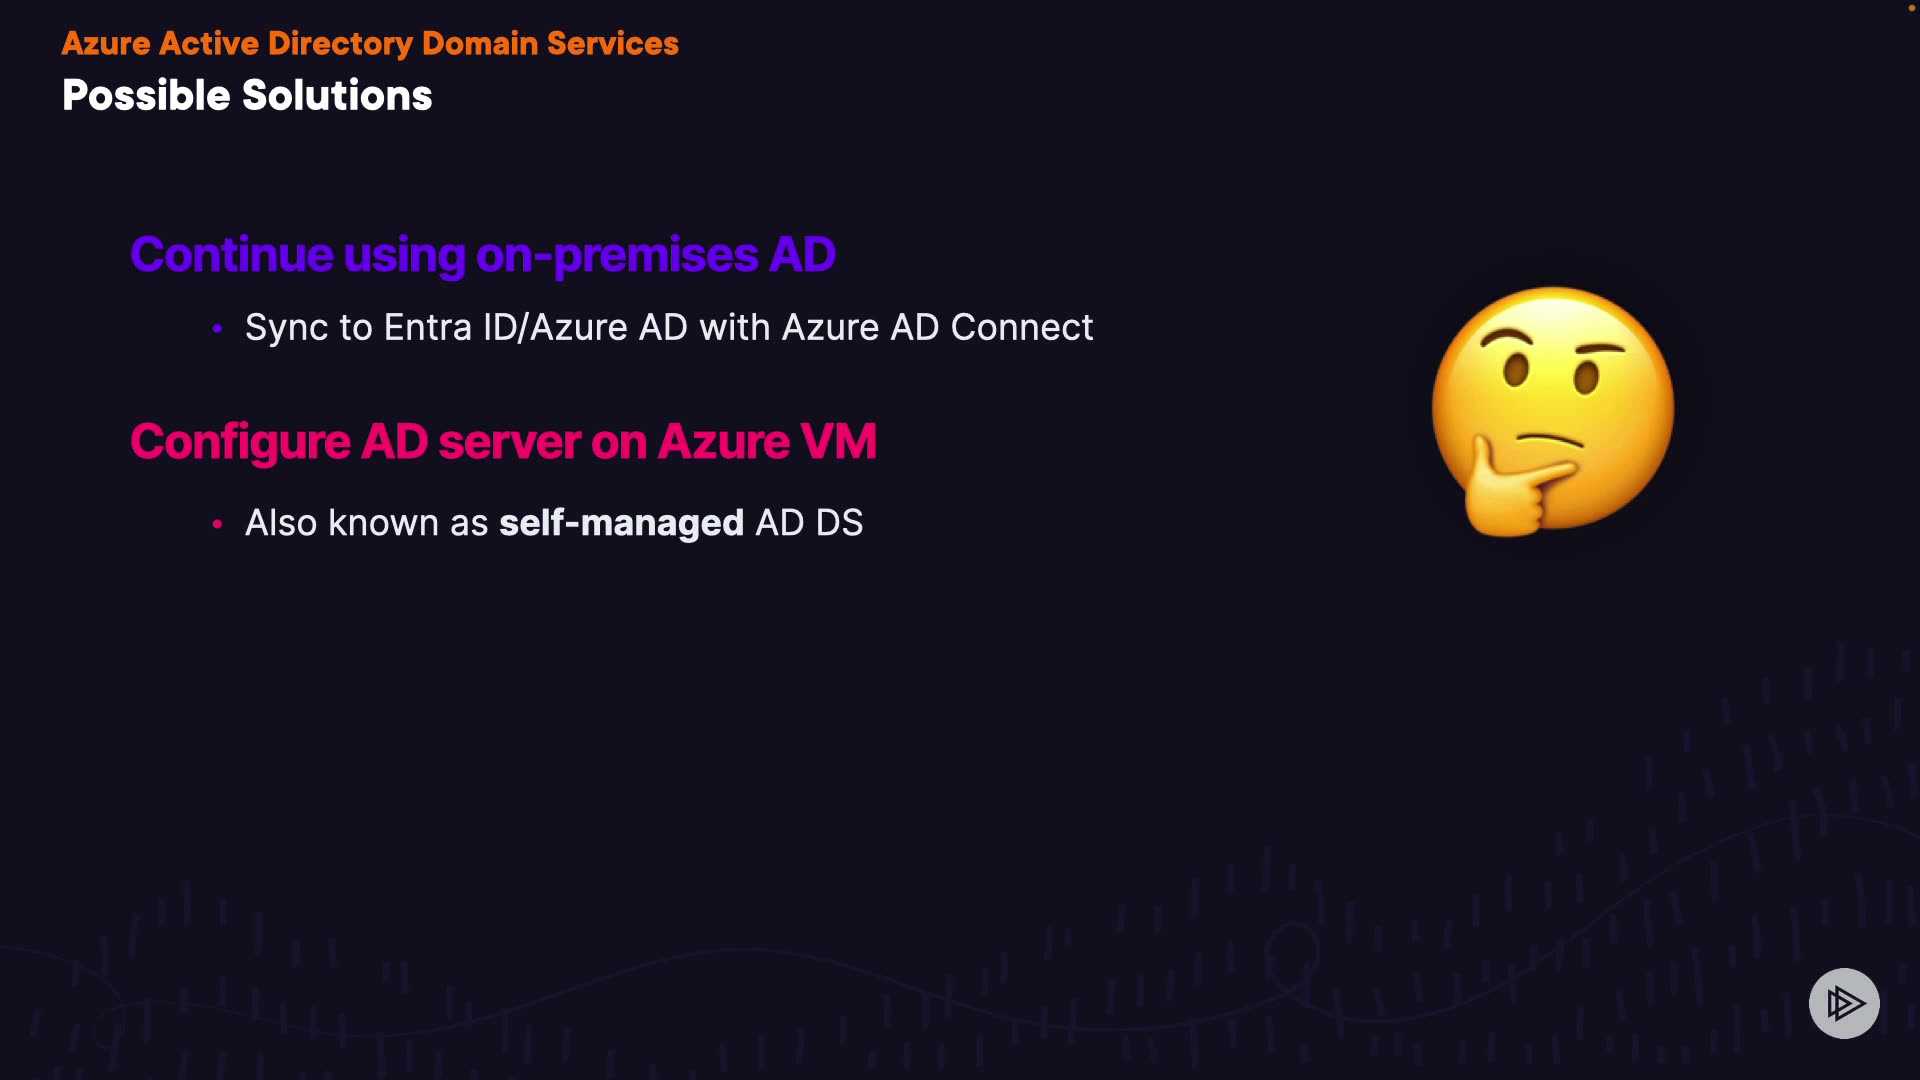 Azure Active Directory Domain Services
Possible Solutions
Continue using on-premises AD
• Sync to Entra ID/Azure AD with Azure AD Connect
Configure AD server on Azure VM
• Also known as self-managed AD DS